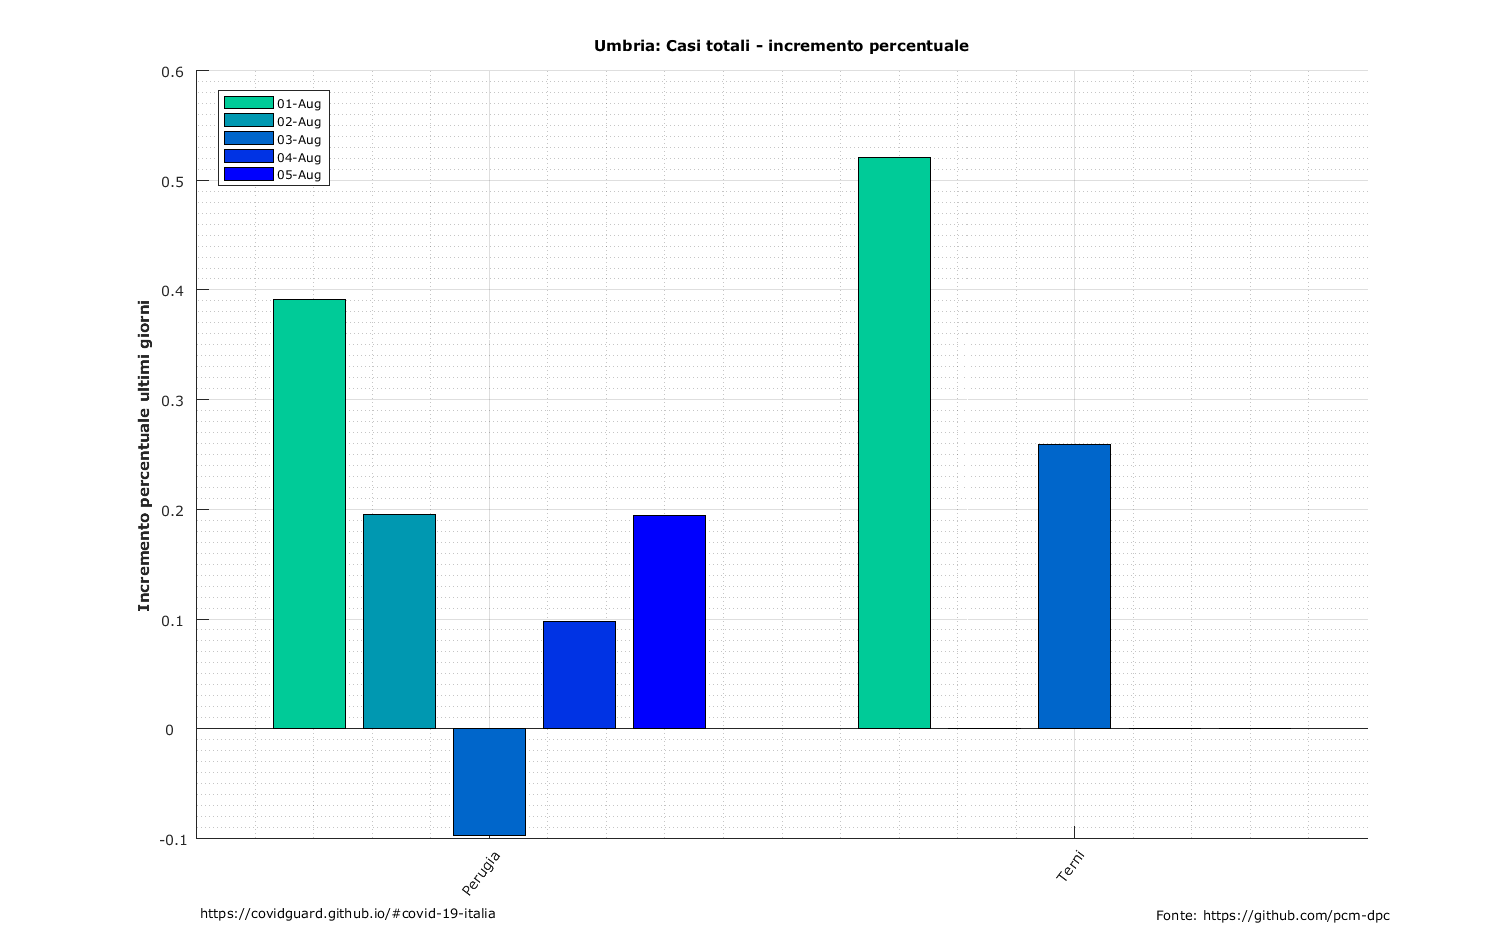 Umbria: Casi totali - incremento percentuale
0.6
0.5
0.4
0.3
0.2
0.1
0
-0.1
Incremento percentuale ultimi giorni
01-Aug
02-Aug
03-Aug
04-Aug
05-Aug
Perugia
Terni
https://covidguard.github.io/#covid-19-italia
Fonte: https://github.com/pcm-dpc